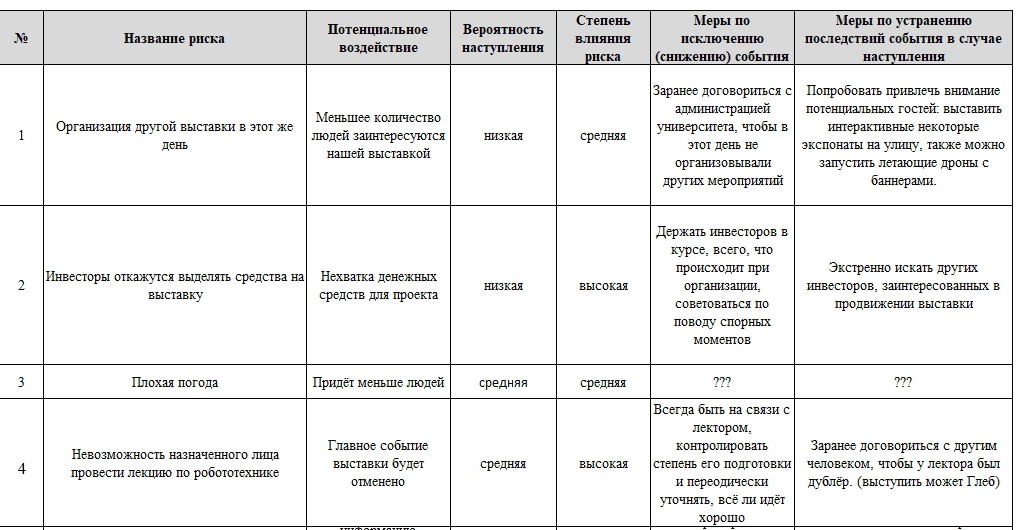 №
Название риска
Потенциальное
воздействие
Вероятность
наступления
Степень
влияния
риска
Меры по
исключению
(снижению) события
Меры по устранению
последствий события в случае
наступления
1
Организация другой выставки в этот же
день
Меньшее количество
людей заинтересуются
нашей выставкой
низкая
средняя
Заранее договориться с
администрацией
университета, чтобы в
этот день не
организовывали
других мероприятий
Попробовать привлечь внимание
потенциальных гостей: выставить
интерактивные некоторые
экспонаты на улицу, также можно
запустить летающие дроны с
баннерами.
2
Инвесторы откажутся выделять средства на
выставку
Нехватка денежных
средств для проекта
низкая
высокая
Держать инвесторов в
курсе, всего, что
происходит при
организации,
советоваться по
поводу спорных
моментов
Экстренно искать других
инвесторов, заинтересованных в
продвижении выставки
3
Плохая погода
Придёт меньше людей
средняя
средняя
???
???
4
Невозможность назначенного лица
провести лекцию по робототехнике
Главное событие
выставки будет
отменено
средняя
высокая
Всегда быть на связи с
лектором,
контролировать
степень его подготовки
и переодически
уточнять, всё ли идёт
хорошо
Заранее договориться с другим
человеком, чтобы у лектора был
дублёр. (выступить может Глеб)